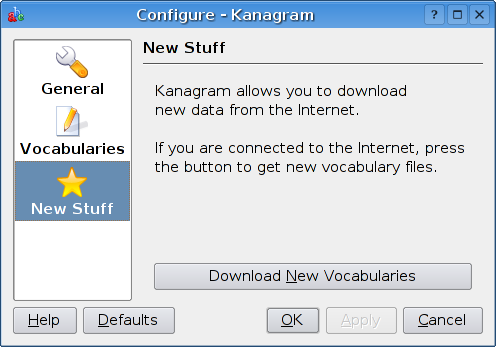 Configure - Kanagram
General
Vocabularies
New Stuff
New Stuff
Kanagram allows you to download
new data from the Internet.
If you are connected to the Internet, press
the button to get new vocabulary files.
Download New Vocabularies
Help Defaults OK Apply Cancel